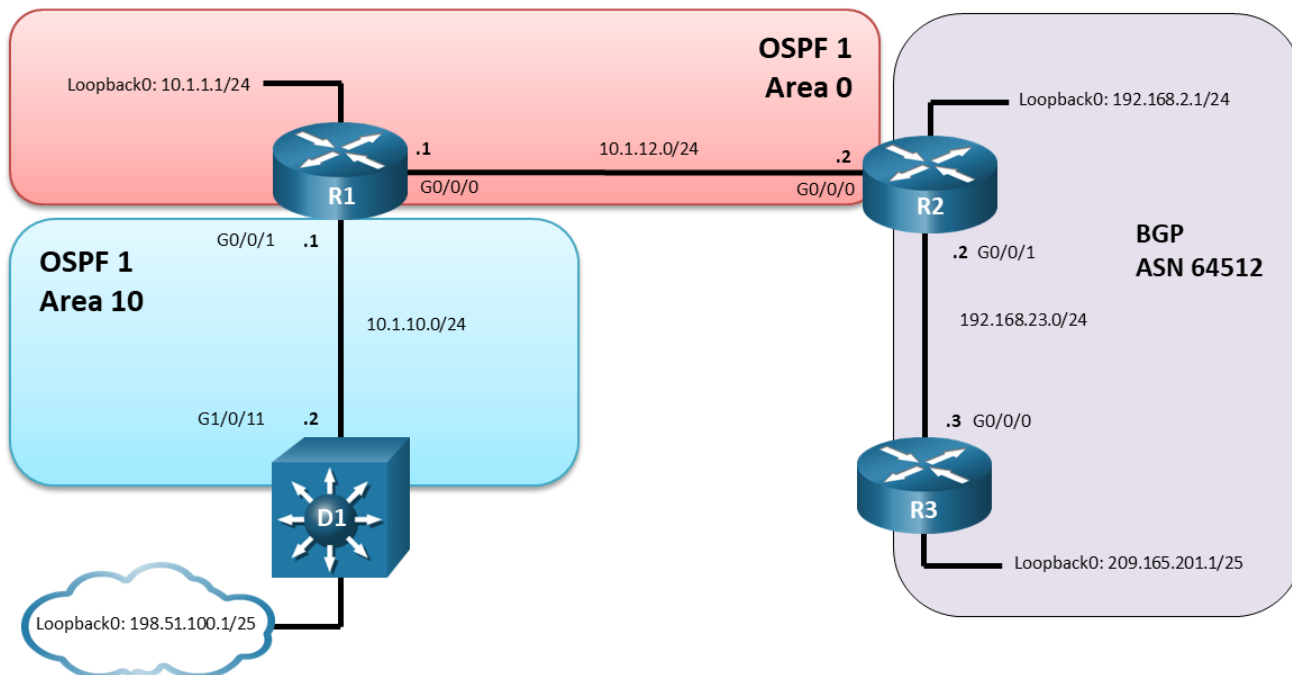 OSPF 1
Area 0
Loopback0: 10.1.1.1/24
.1
10.1.12.0/24
.2
G0/0/0
G0/0/0
R1
Loopback0: 192.168.2.1/24
R2
BGP
ASN 64512
.2 G0/0/1
192.168.23.0/24
.3 G0/0/0
R3
Loopback0: 209.165.201.1/25
G0/0/1 .1
OSPF 1
Area 10
10.1.10.0/24
G1/0/11 .2
D1
Loopback0: 198.51.100.1/25